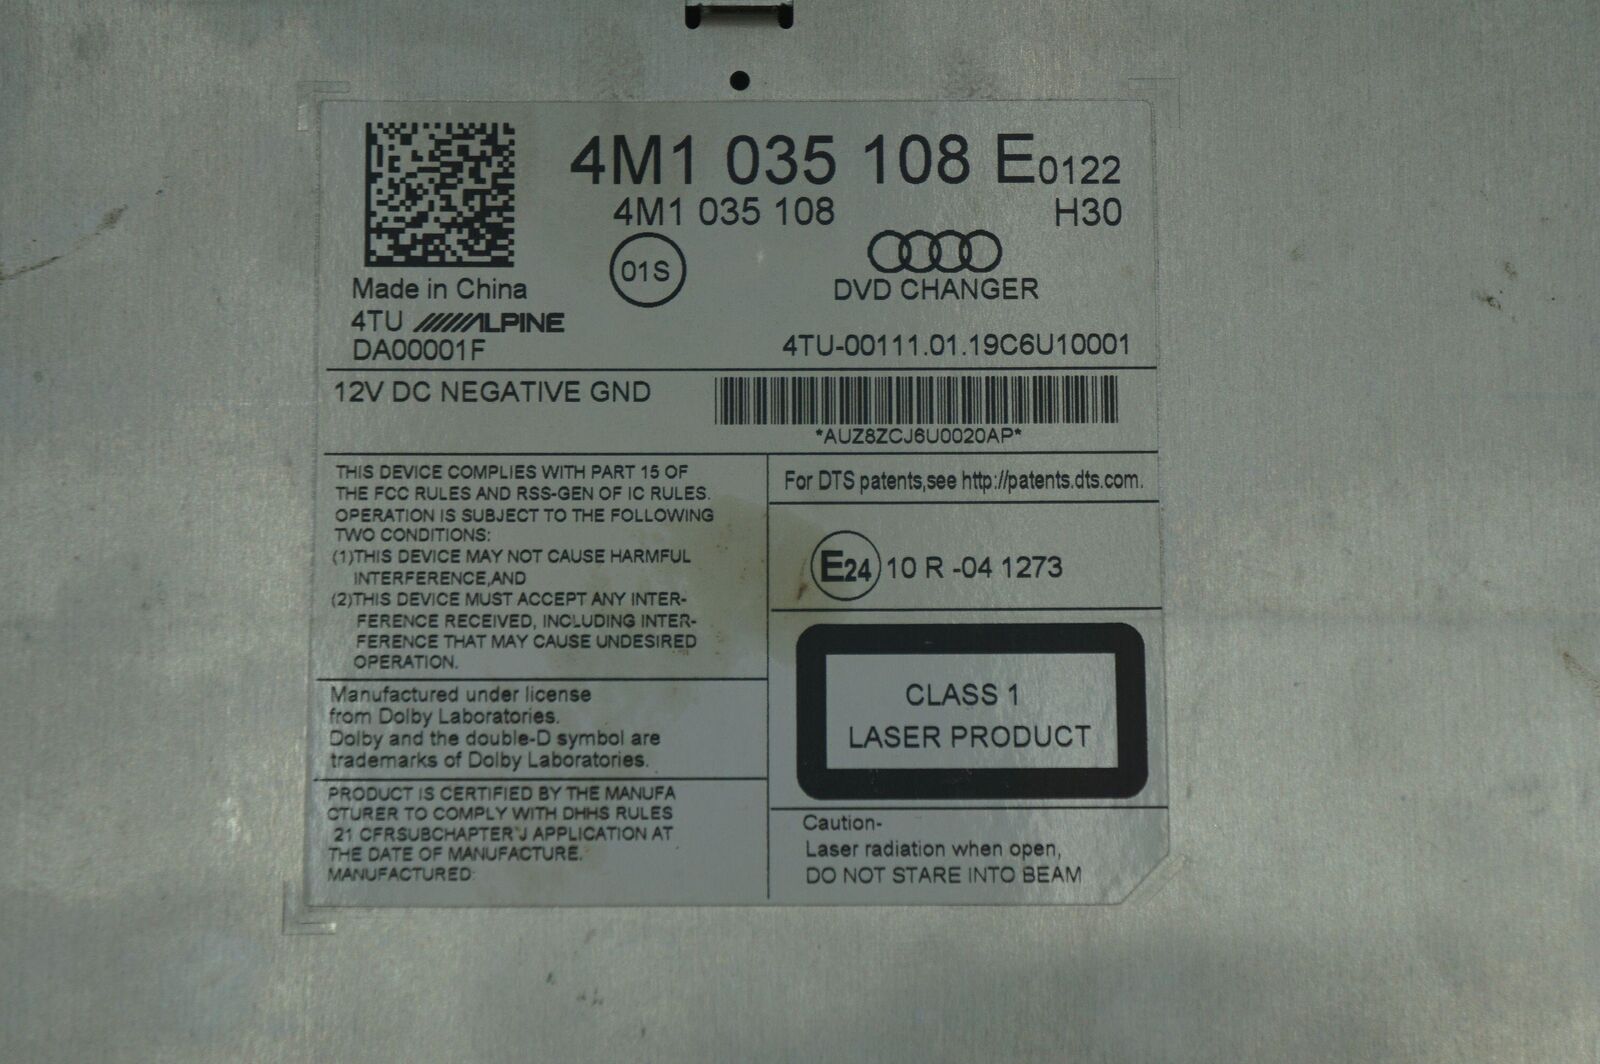 4M1 035 108 E 0122
4M1 035 108 H30
01S
Made in China
DVD CHANGER
4TU ALPINE
DA00001F
4TU-00111.01.19C6U10001
12V DC NEGATIVE GND
*AUZ8ZCJ6U0020AP*
THIS DEVICE COMPLIES WITH PART 15 OF
THE FCC RULES AND RSS-GEN OF IC RULES.
OPERATION IS SUBJECT TO THE FOLLOWING
TWO CONDITIONS:
(1)THIS DEVICE MAY NOT CAUSE HARMFUL
INTERFERENCE,AND
(2)THIS DEVICE MUST ACCEPT ANY INTER-
FERENCE RECEIVED, INCLUDING INTER-
FERENCE THAT MAY CAUSE UNDESIRED
OPERATION.
Manufactured under license
from Dolby Laboratories.
Dolby and the double-D symbol are
trademarks of Dolby Laboratories.
PRODUCT IS CERTIFIED BY THE MANUFA
CTURER TO COMPLY WITH DHHS RULES
21 CFRSUBCHAPTER J APPLICATION AT
THE DATE OF MANUFACTURE.
MANUFACTURED:
For DTS patents,see http://patents.dts.com.
E24 10 R -04 1273
CLASS 1
LASER PRODUCT
Caution-
Laser radiation when open,
DO NOT STARE INTO BEAM